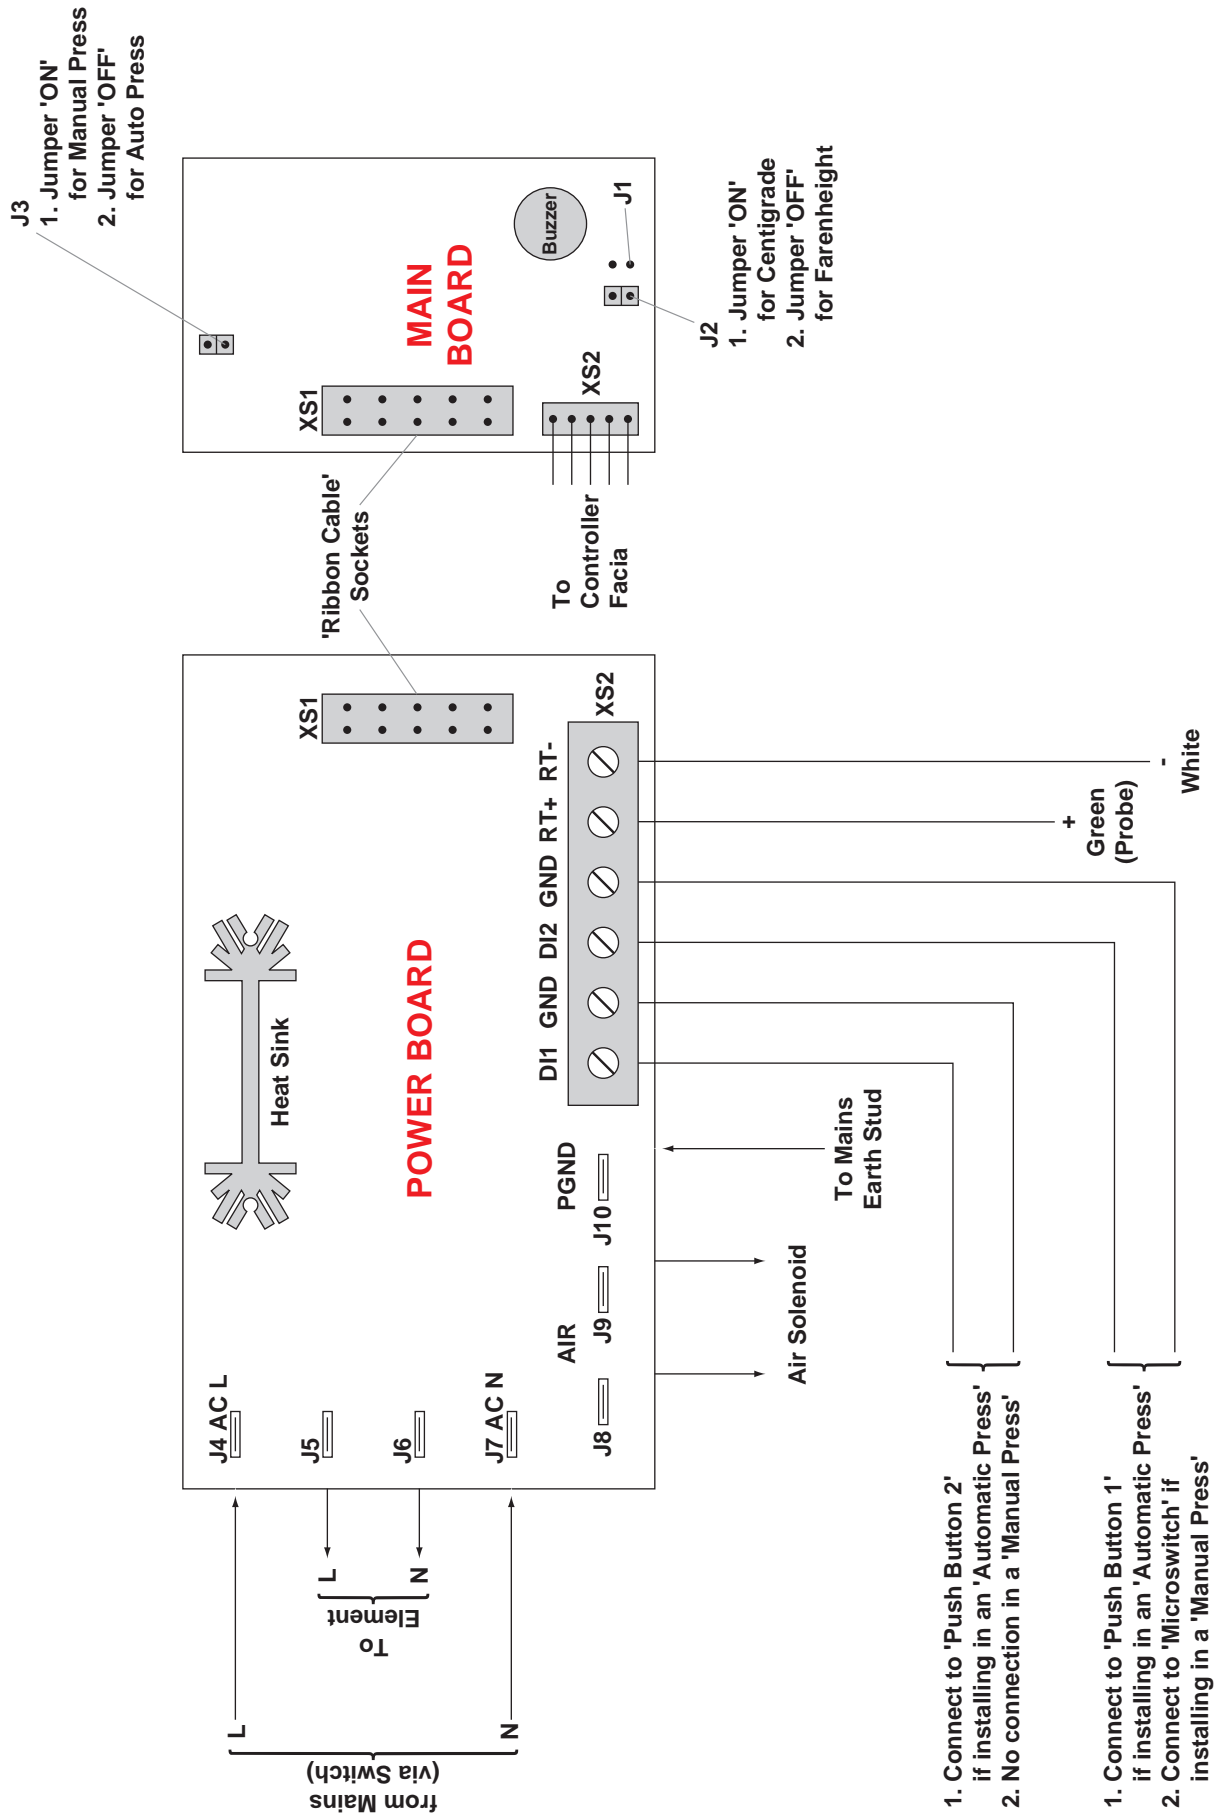 from Mains
(via Switch)
L
N
To
Element
L
N
J4 AC L
J5
J6
J7 AC N
Heat Sink
POWER BOARD
AIR
J8
J9
PGND
J10
DI1
GND
DI2
GND
RT+
RT-
XS2
XS1
'Ribbon Cable'
Sockets
XS1
MAIN
BOARD
XS2
Buzzer
J1
To
Controller
Facia
J3
1. Jumper 'ON'
for Manual Press
2. Jumper 'OFF'
for Auto Press
J2
1. Jumper 'ON'
for Centigrade
2. Jumper 'OFF'
for Farenheight
Air Solenoid
To Mains
Earth Stud
+
Green
(Probe)
-
White
1. Connect to 'Push Button 2'
if installing in an 'Automatic Press'
2. No connection in a 'Manual Press'
1. Connect to 'Push Button 1'
if installing in an 'Automatic Press'
2. Connect to 'Microswitch' if
installing in a 'Manual Press'